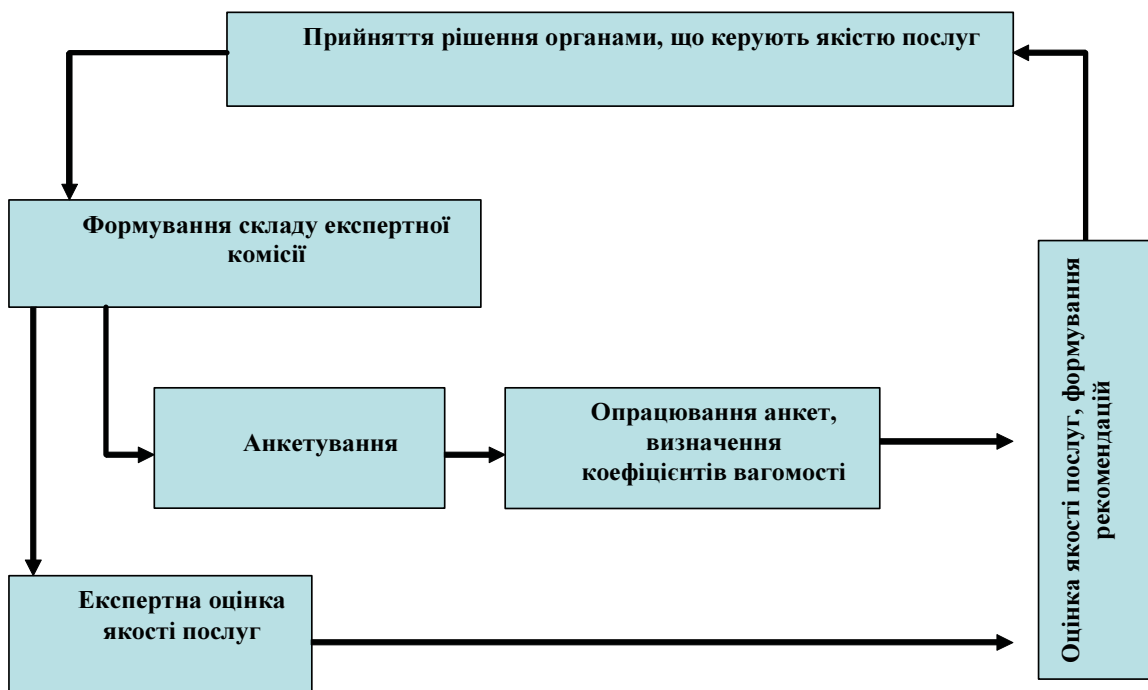 Прийняття рішення органами, що керують якістю послуг
Формування складу експертної
комісії
Анкетування
Опрацювання анкет,
визначення
коефіцієнтів вагомості
Оцінка якості послуг, формування
рекомендацій
Експертна оцінка
якості послуг